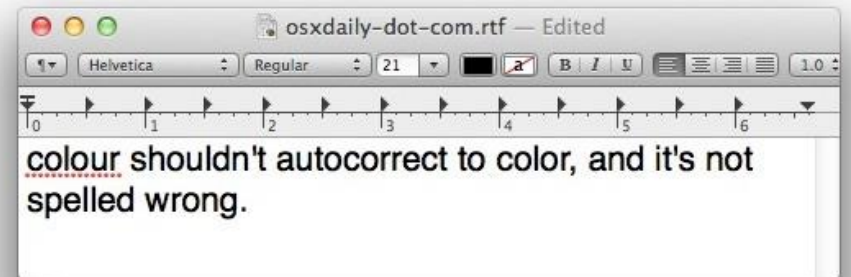 osxdaily-dot-com.rtf — Edited
¶ Helvetica Regular 21 a B I U 1.0
0 1 2 3 4 5 6
colour shouldn't autocorrect to color, and it's not
spelled wrong.